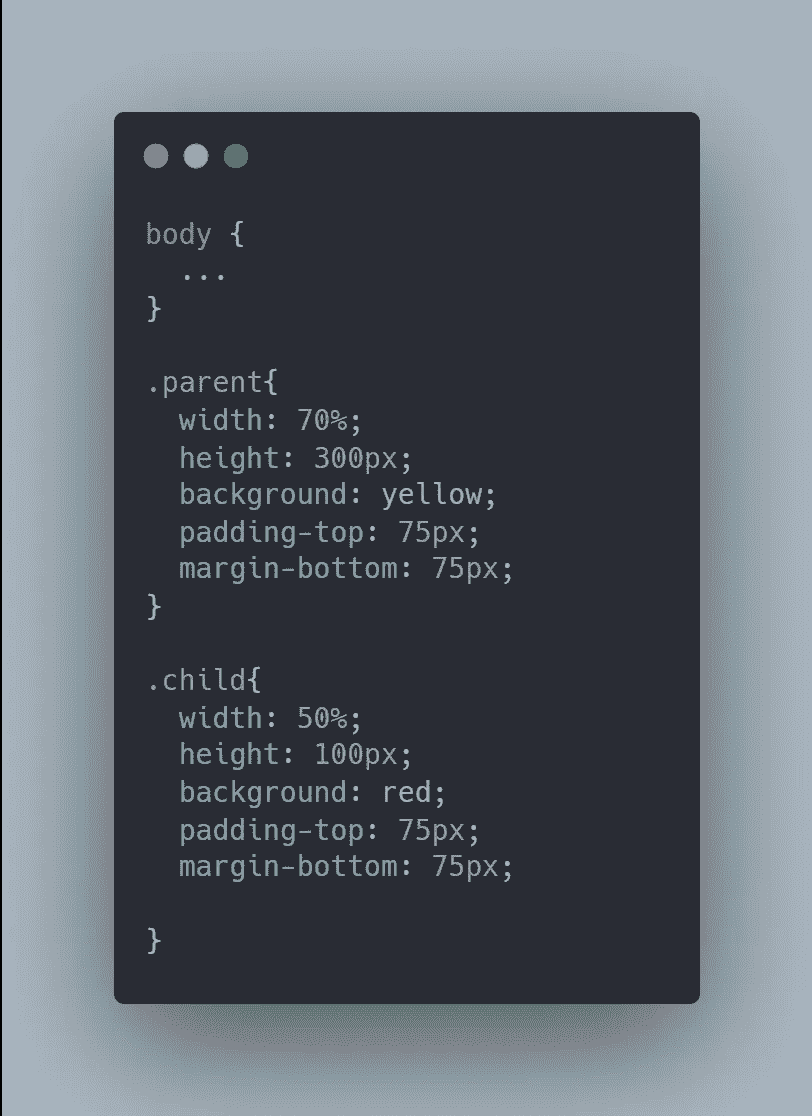 body {
  ...
}

.parent{
  width: 70%;
  height: 300px;
  background: yellow;
  padding-top: 75px;
  margin-bottom: 75px;
}

.child{
  width: 50%;
  height: 100px;
  background: red;
  padding-top: 75px;
  margin-bottom: 75px;

}